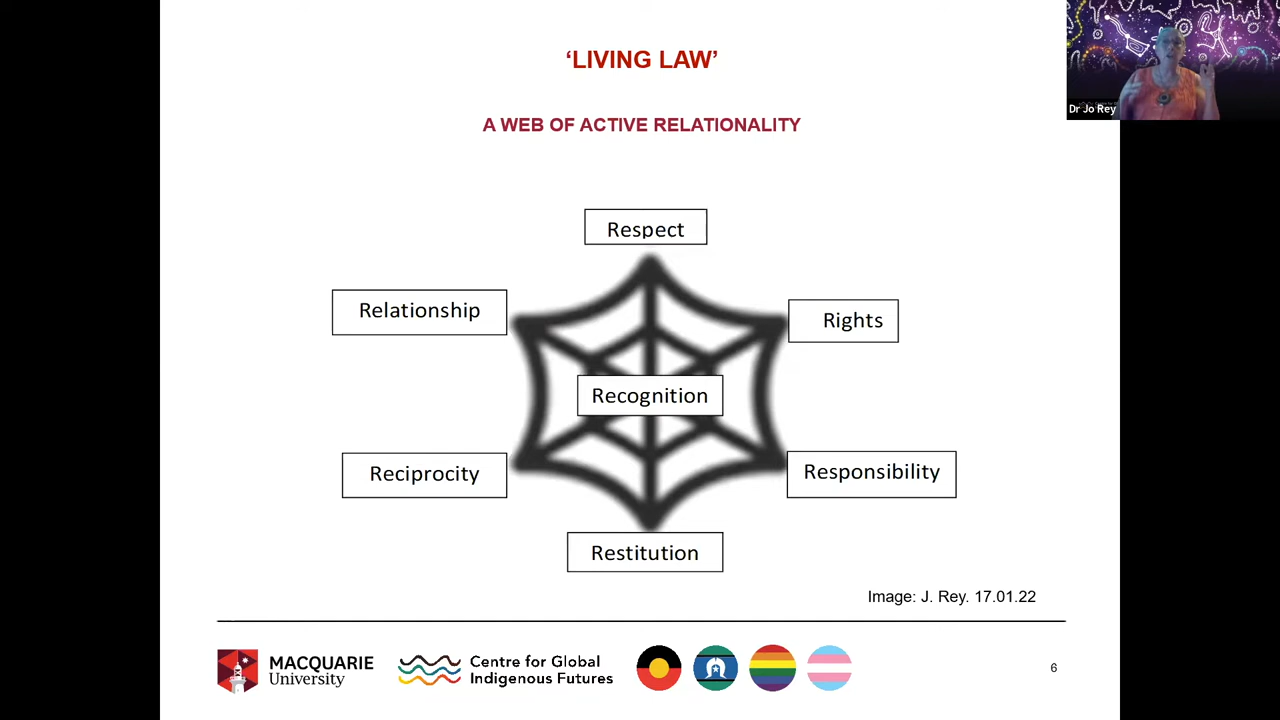 ‘LIVING LAW’
Dr Jo Rey
A WEB OF ACTIVE RELATIONALITY
Respect
Relationship
Rights
Recognition
Reciprocity
Responsibility
Restitution
Image: J. Rey. 17.01.22
MACQUARIE
University
Centre for Global
Indigenous Futures
6